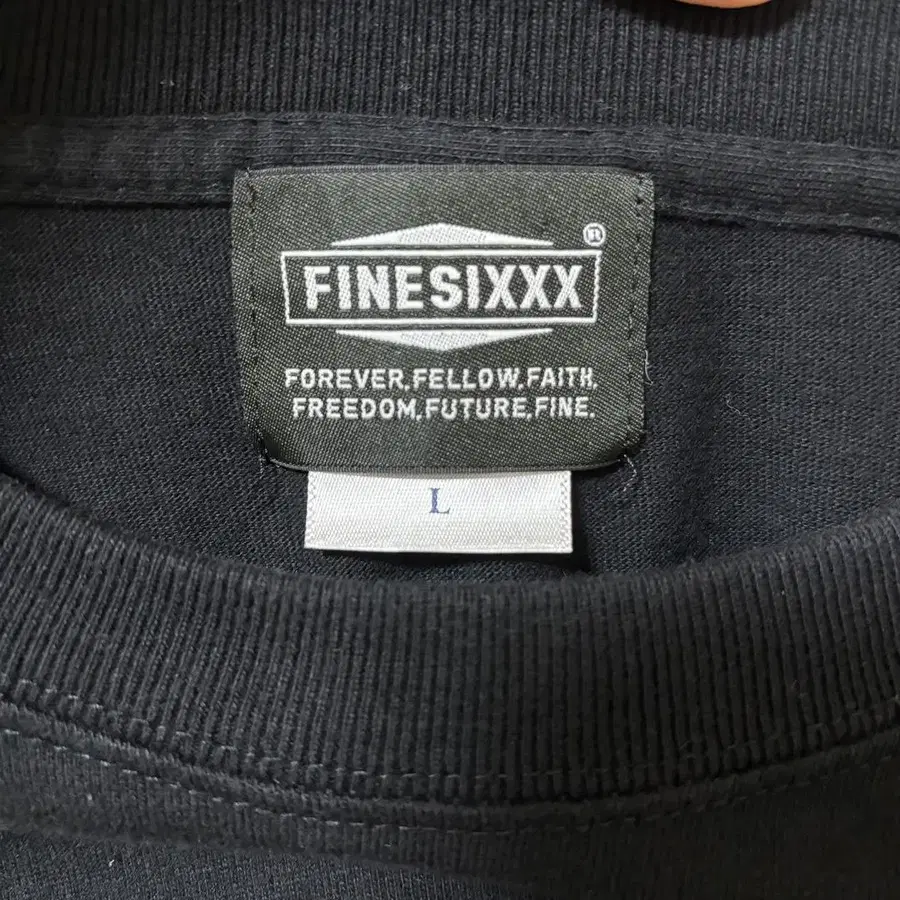 FINESIXXX®
FOREVER.FELLOW.FAITH.
FREEDOM.FUTURE.FINE.
L